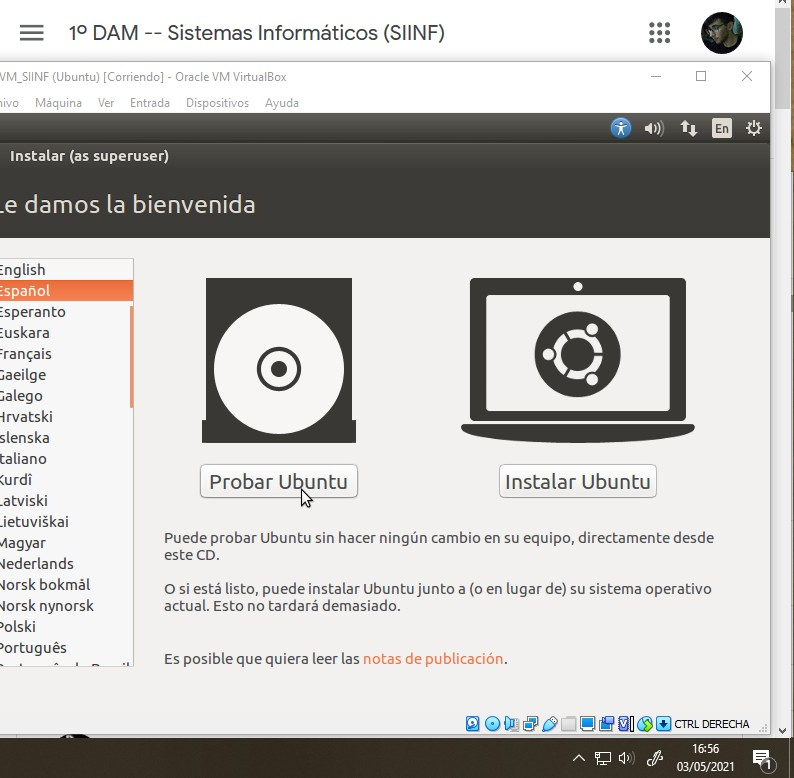 1º DAM -- Sistemas Informáticos (SIINF)
VM_SIINF (Ubuntu) [Corriendo] - Oracle VM VirtualBox
hivo Máquina Ver Entrada Dispositivos Ayuda
En
Instalar (as superuser)
Le damos la bienvenida
English
Español
Esperanto
Euskara
Français
Gaeilge
Galego
Hrvatski
Íslenska
Italiano
Kurdî
Latviski
Lietuviškai
Magyar
Nederlands
Norsk bokmål
Norsk nynorsk
Polski
Português
Probar Ubuntu
Instalar Ubuntu
Puede probar Ubuntu sin hacer ningún cambio en su equipo, directamente desde
este CD.
O si está listo, puede instalar Ubuntu junto a (o en lugar de) su sistema operativo
actual. Esto no tardará demasiado.
Es posible que quiera leer las notas de publicación.
CTRL DERECHA
16:56
03/05/2021
1